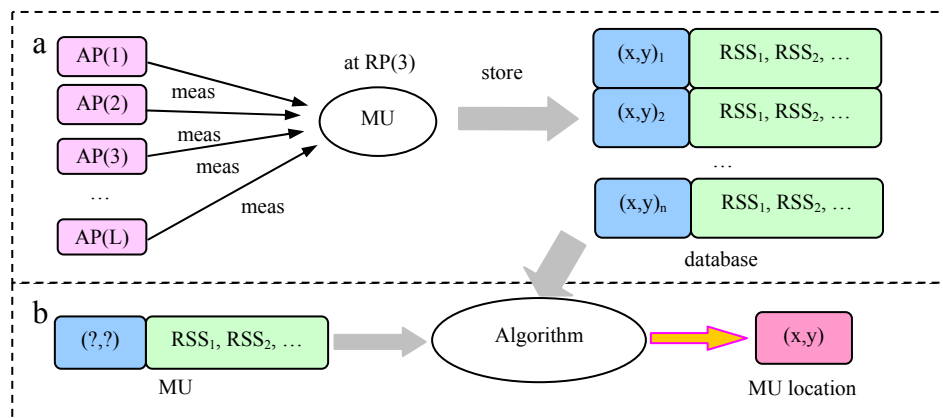 a
AP(1)
AP(2)
AP(3)
…
AP(L)
meas
meas
meas
meas
at RP(3)
MU
store
(x,y)₁ RSS₁, RSS₂, …
(x,y)₂ RSS₁, RSS₂, …
…
(x,y)ₙ RSS₁, RSS₂, …
database
b
(?,?) RSS₁, RSS₂, …
MU
Algorithm
(x,y)
MU location